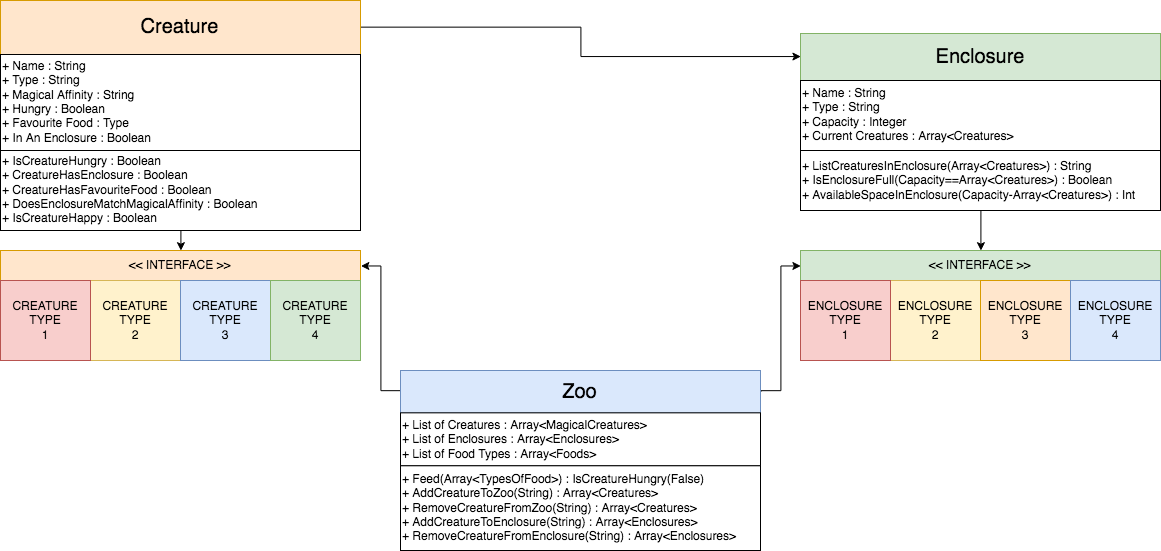 Creature
+ Name : String
+ Type : String
+ Magical Affinity : String
+ Hungry : Boolean
+ Favourite Food : Type
+ In An Enclosure : Boolean
+ IsCreatureHungry : Boolean
+ CreatureHasEnclosure : Boolean
+ CreatureHasFavouriteFood : Boolean
+ DoesEnclosureMatchMagicalAffinity : Boolean
+ IsCreatureHappy : Boolean
<< INTERFACE >>
CREATURE
TYPE
1
CREATURE
TYPE
2
CREATURE
TYPE
3
CREATURE
TYPE
4
Enclosure
+ Name : String
+ Type : String
+ Capacity : Integer
+ Current Creatures : Array<Creatures>
+ ListCreaturesInEnclosure(Array<Creatures>) : String
+ IsEnclosureFull(Capacity==Array<Creatures>) : Boolean
+ AvailableSpaceInEnclosure(Capacity-Array<Creatures>) : Int
<< INTERFACE >>
ENCLOSURE
TYPE
1
ENCLOSURE
TYPE
2
ENCLOSURE
TYPE
3
ENCLOSURE
TYPE
4
Zoo
+ List of Creatures : Array<MagicalCreatures>
+ List of Enclosures : Array<Enclosures>
+ List of Food Types : Array<Foods>
+ Feed(Array<TypesOfFood>) : IsCreatureHungry(False)
+ AddCreatureToZoo(String) : Array<Creatures>
+ RemoveCreatureFromZoo(String) : Array<Creatures>
+ AddCreatureToEnclosure(String) : Array<Enclosures>
+ RemoveCreatureFromEnclosure(String) : Array<Enclosures>